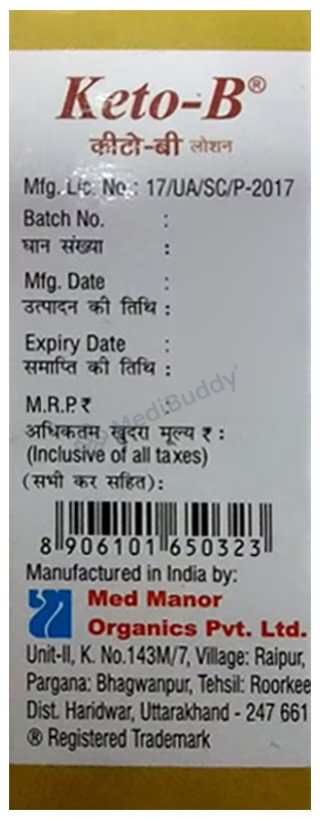 Keto-B®
कीटो-बी लोशन
Mfg. Lic. No.: 17/UA/SC/P-2017
Batch No. :
घान संख्या :
Mfg. Date :
उत्पादन की तिथि :
Expiry Date :
समाप्ति की तिथि :
M.R.P.₹ :
अधिकतम खुदरा मूल्य ₹ :
(Inclusive of all taxes)
(सभी कर सहित):
MediBuddy
8 906101 650323
Manufactured in India by:
Med Manor
Organics Pvt. Ltd.
Unit-II, K. No.143M/7, Village: Raipur,
Pargana: Bhagwanpur, Tehsil: Roorkee
Dist. Haridwar, Uttarakhand - 247 661
® Registered Trademark